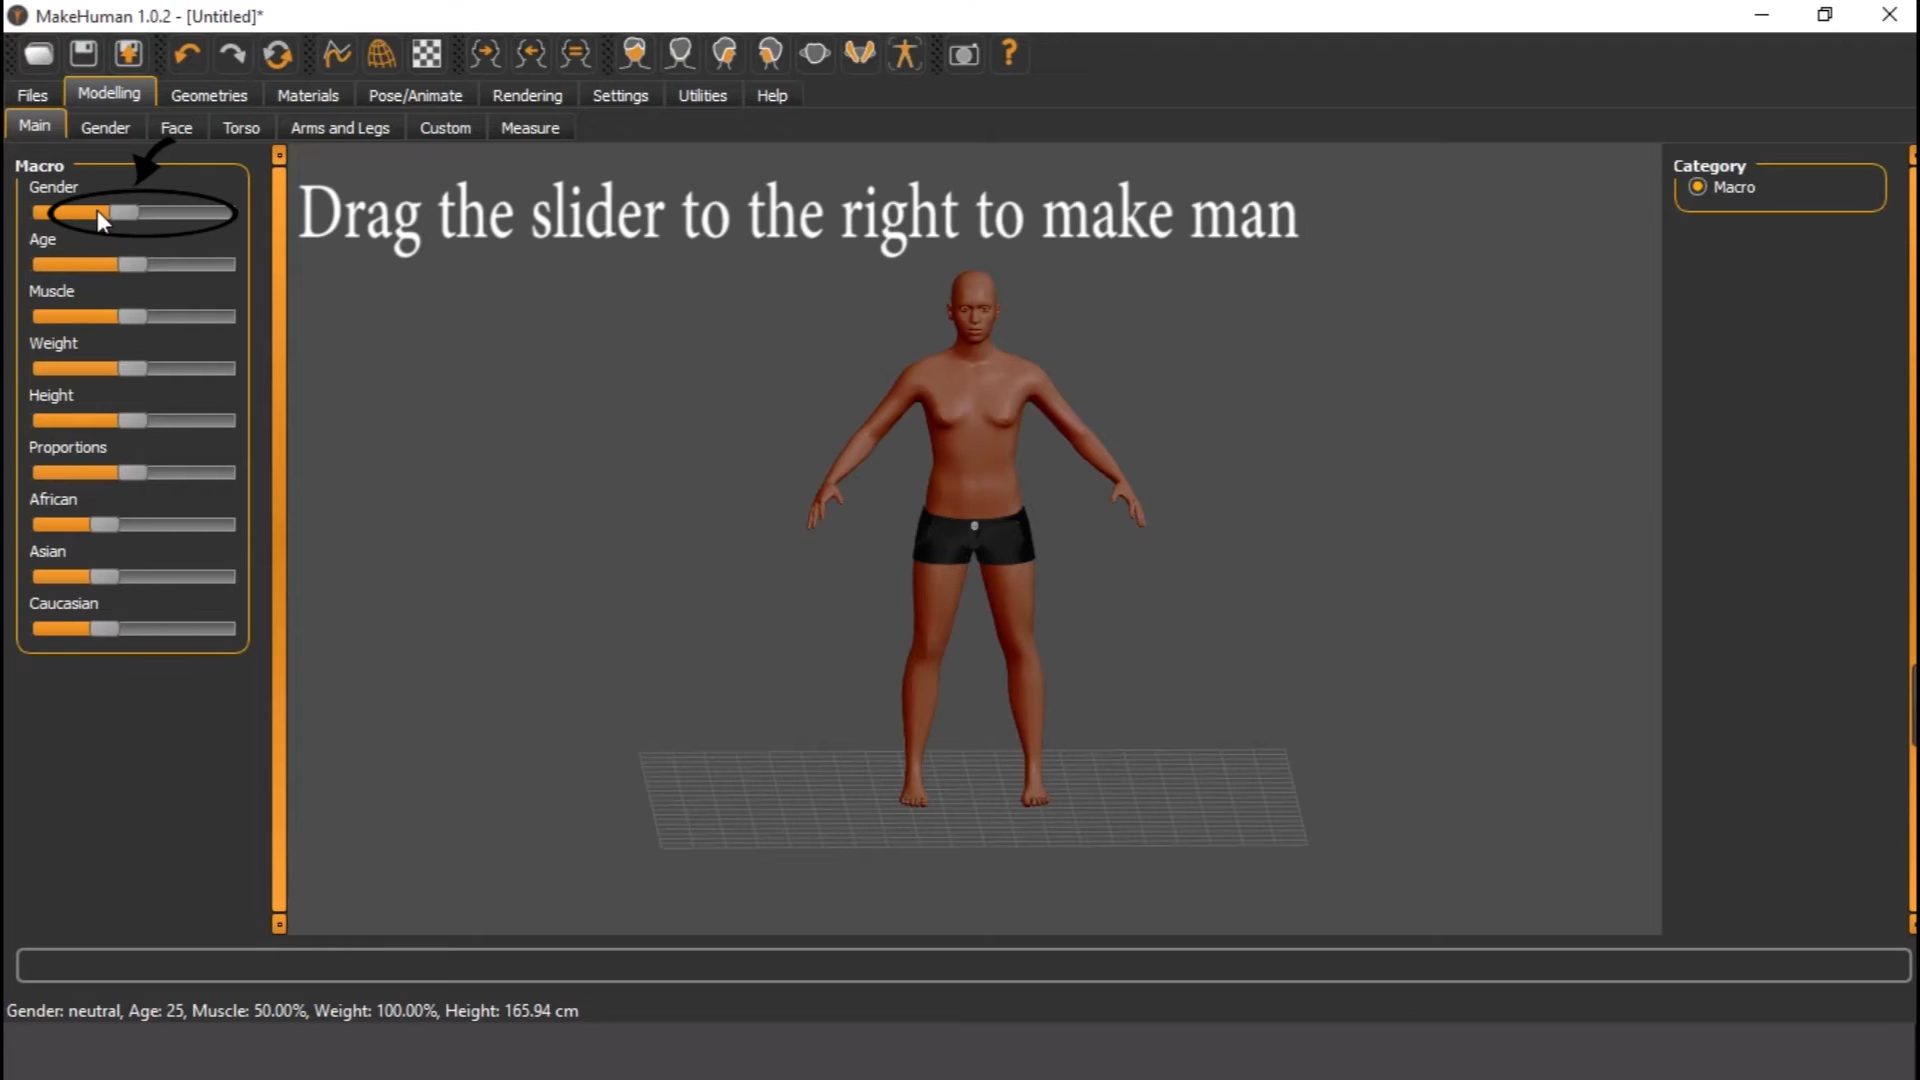 MakeHuman 1.0.2 - [Untitled]*
Files Modelling Geometries Materials Pose/Animate Rendering Settings Utilities Help
Main Gender Face Torso Arms and Legs Custom Measure
Macro
Gender
Age
Muscle
Weight
Height
Proportions
African
Asian
Caucasian
Drag the slider to the right to make man
Category
Macro
Gender: neutral, Age: 25, Muscle: 50.00%, Weight: 100.00%, Height: 165.94 cm